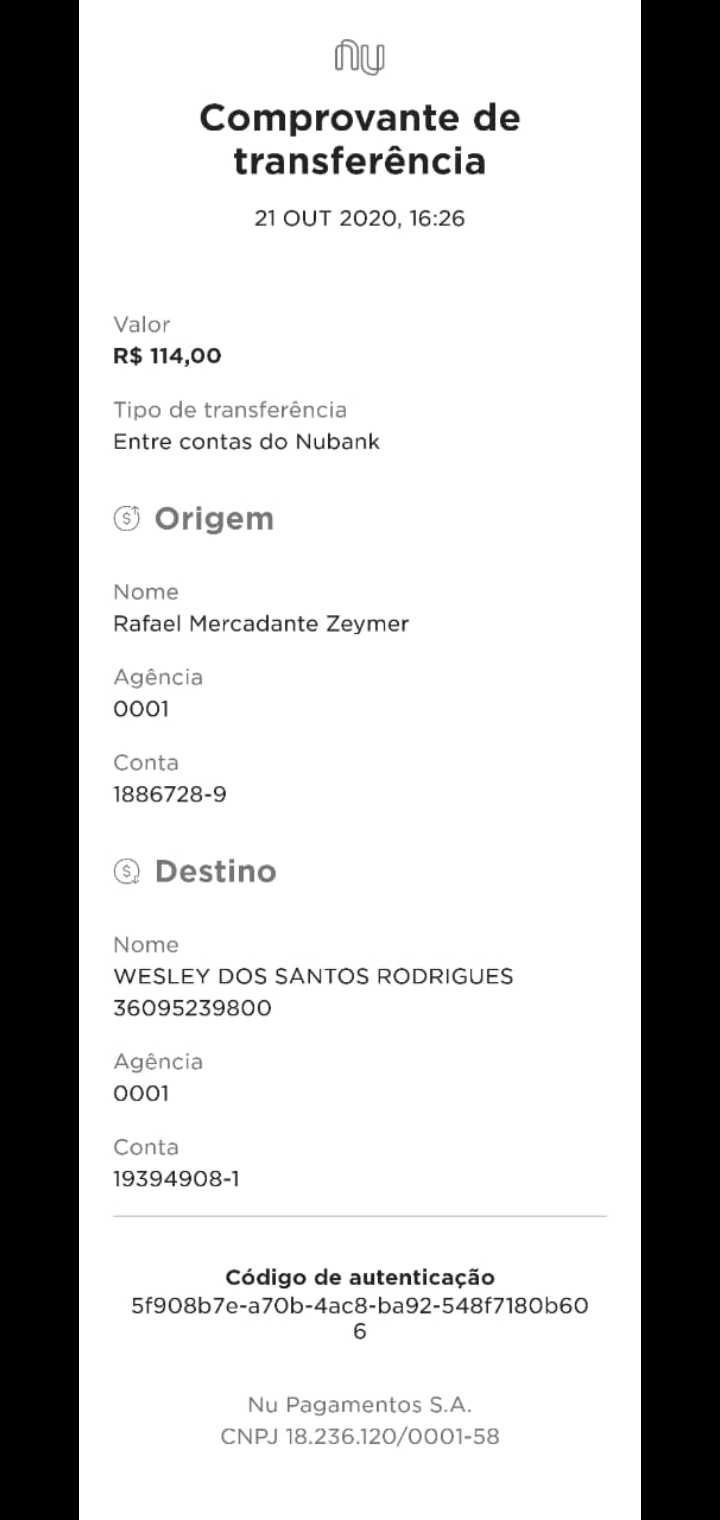 nu
Comprovante de
transferência
21 OUT 2020, 16:26
Valor
R$ 114,00
Tipo de transferência
Entre contas do Nubank
Origem
Nome
Rafael Mercadante Zeymer
Agência
0001
Conta
1886728-9
Destino
Nome
WESLEY DOS SANTOS RODRIGUES
36095239800
Agência
0001
Conta
19394908-1
Código de autenticação
5f908b7e-a70b-4ac8-ba92-548f7180b60
6
Nu Pagamentos S.A.
CNPJ 18.236.120/0001-58